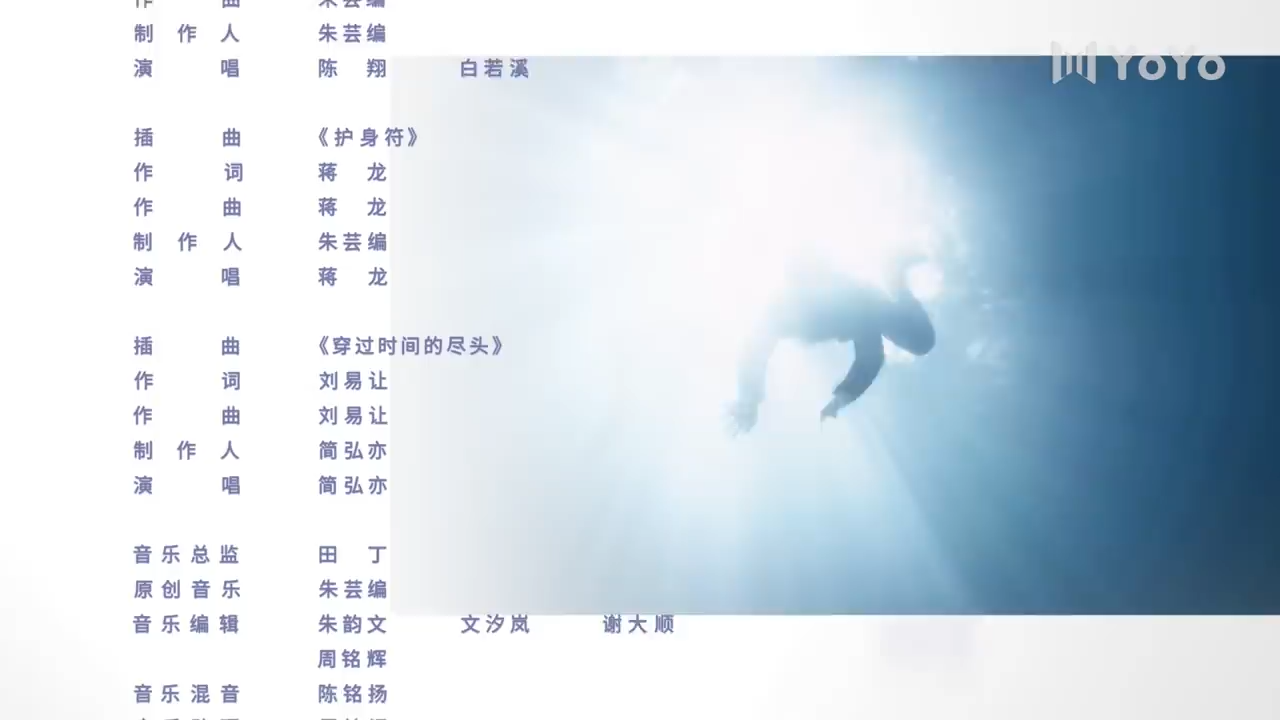 作 曲 朱芸编
制 作 人 朱芸编
演 唱 陈 翔 白若溪
YOYO
插 曲 《护身符》
作 词 蒋 龙
作 曲 蒋 龙
制 作 人 朱芸编
演 唱 蒋 龙
插 曲 《穿过时间的尽头》
作 词 刘易让
作 曲 刘易让
制 作 人 简弘亦
演 唱 简弘亦
音乐总监 田 丁
原创音乐 朱芸编
音乐编辑 朱韵文 文汐岚 谢大顺
周铭辉
音乐混音 陈铭扬